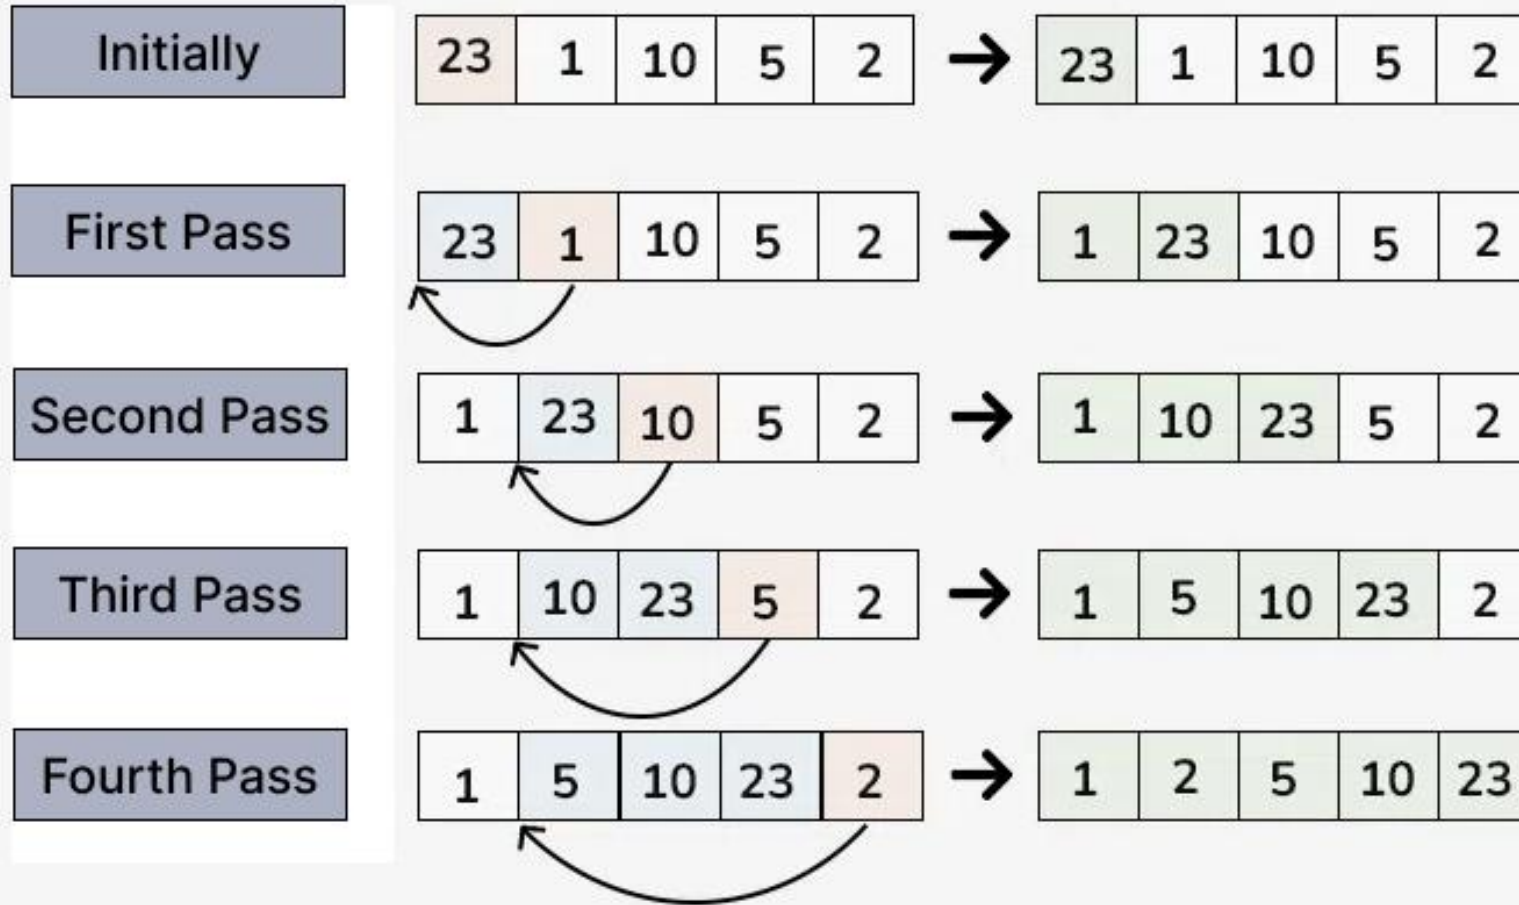 Initially 23 1 10 5 2 → 23 1 10 5 2
First Pass 23 1 10 5 2 → 1 23 10 5 2
Second Pass 1 23 10 5 2 → 1 10 23 5 2
Third Pass 1 10 23 5 2 → 1 5 10 23 2
Fourth Pass 1 5 10 23 2 → 1 2 5 10 23